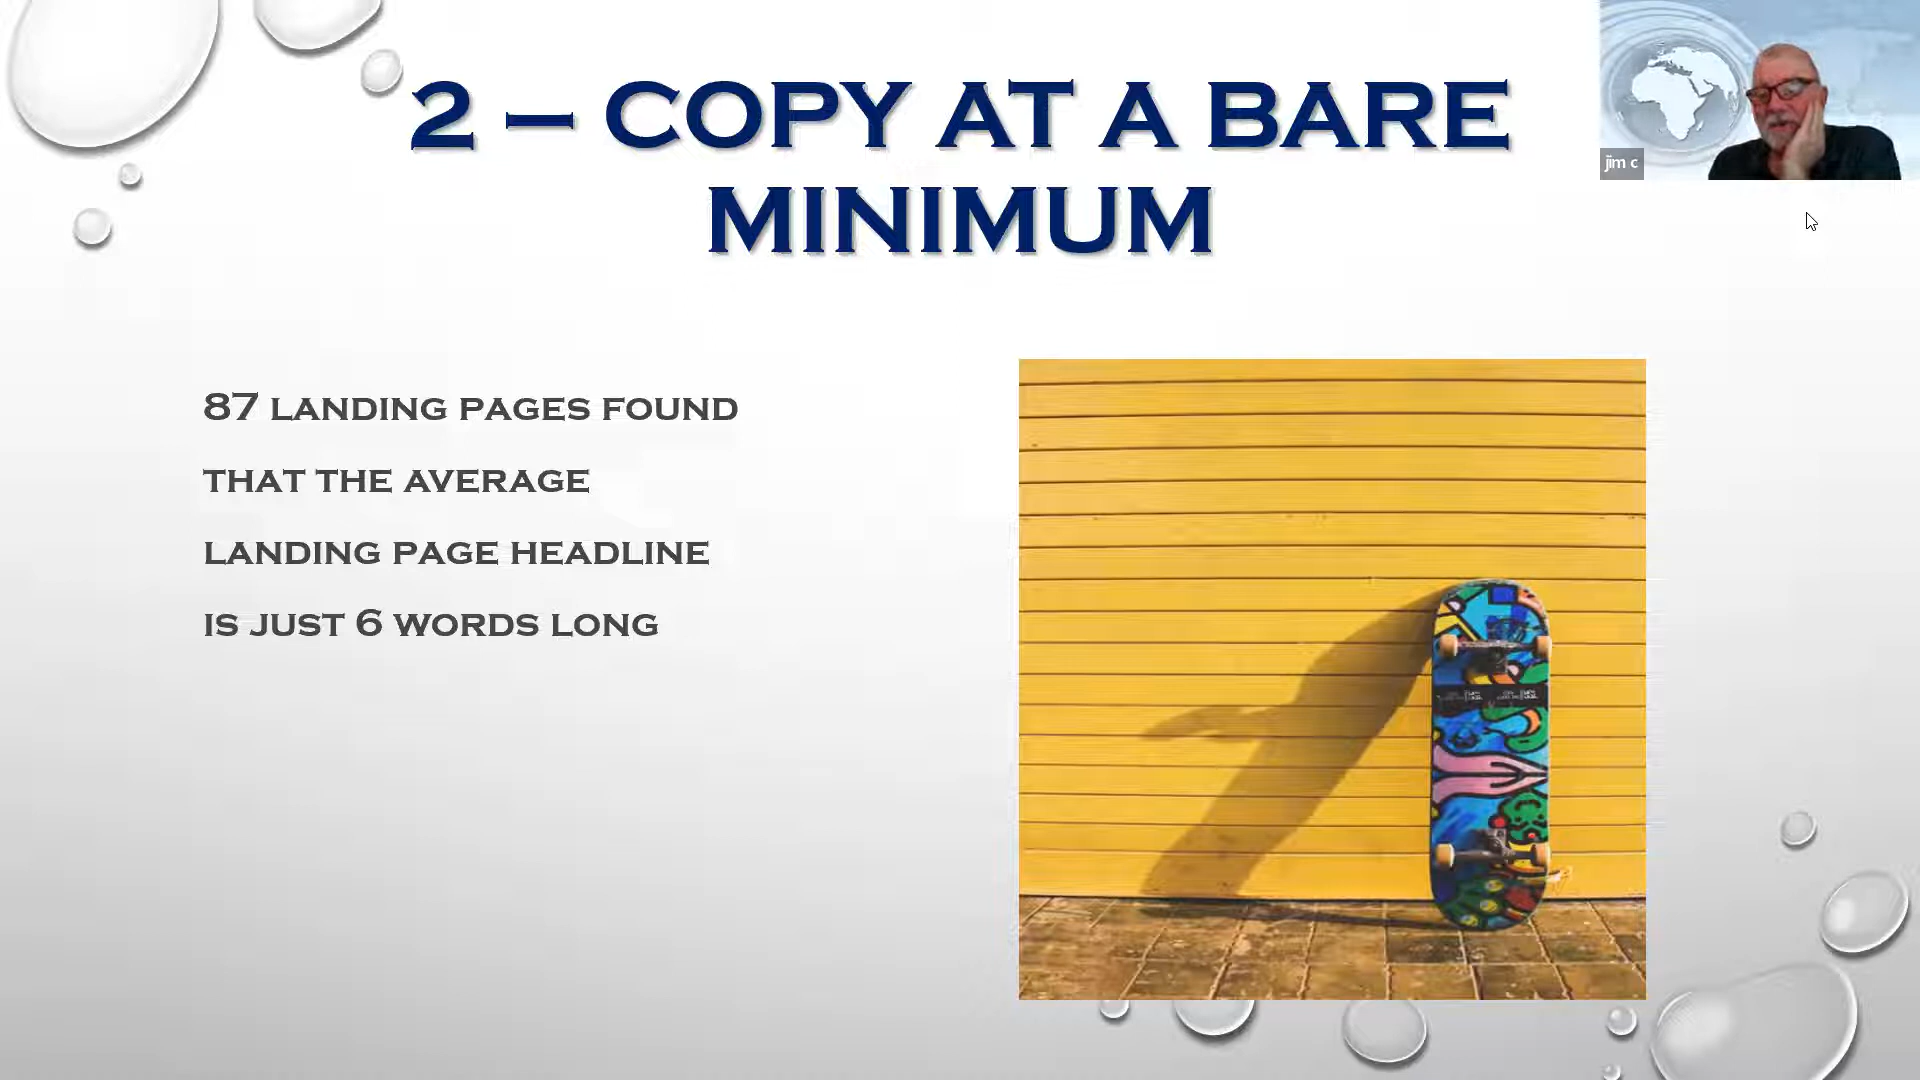 2 – COPY AT A BARE
MINIMUM
jim c
87 LANDING PAGES FOUND
THAT THE AVERAGE
LANDING PAGE HEADLINE
IS JUST 6 WORDS LONG